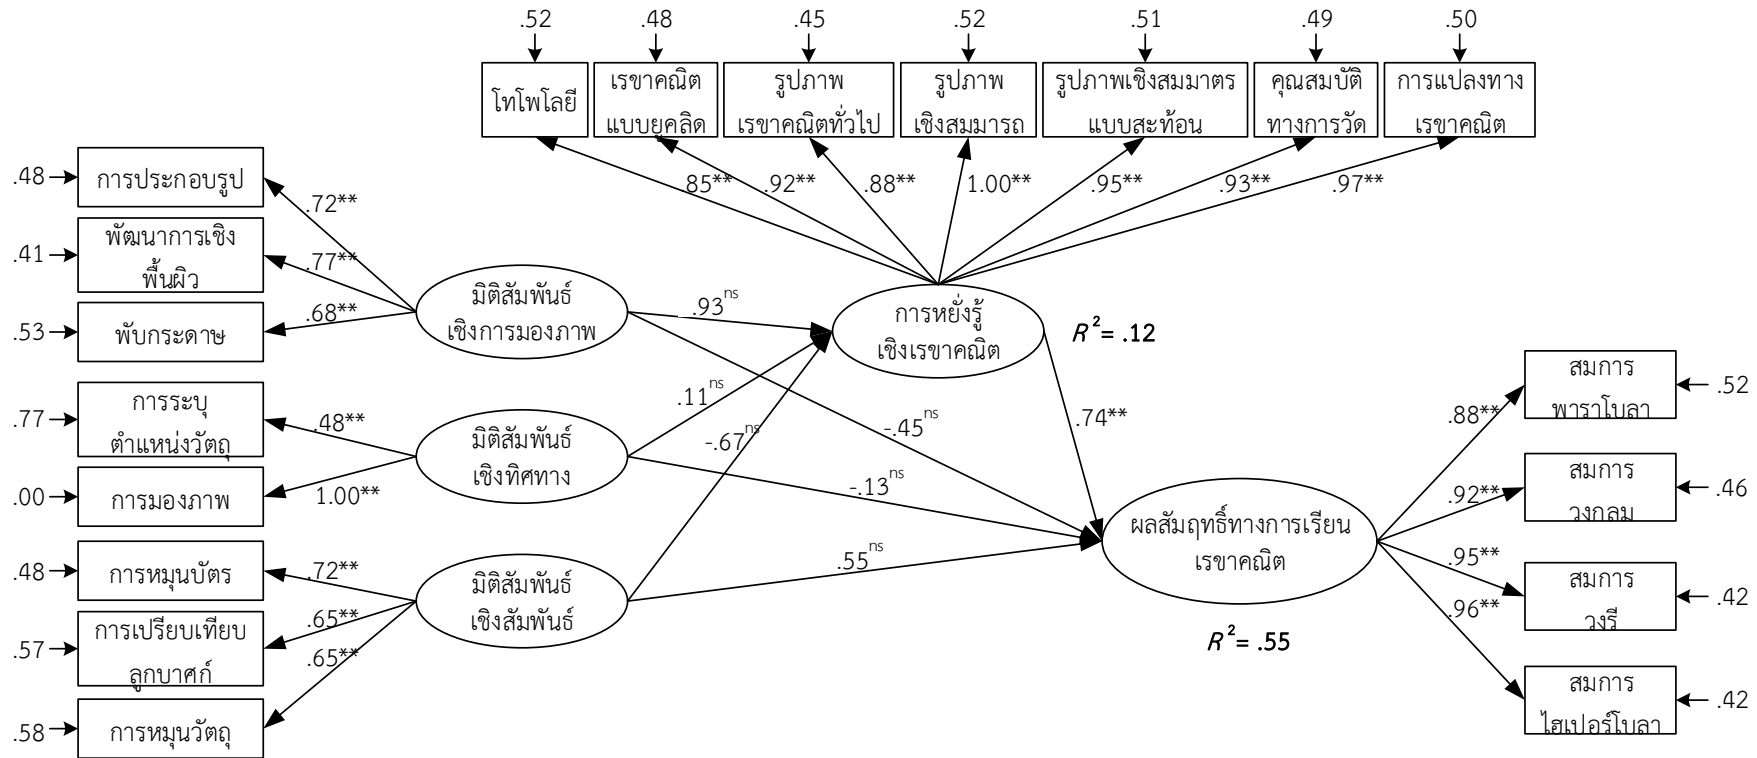 .52
.48
.45
.52
.51
.49
.50
โทโพโลยี
เรขาคณิต
แบบยูคลิด
รูปภาพ
เรขาคณิตทั่วไป
รูปภาพ
เชิงสมมารถ
รูปภาพเชิงสมมาตร
แบบสะท้อน
คุณสมบัติ
ทางการวัด
การแปลงทาง
เรขาคณิต
.85**
.92**
.88**
1.00**
.95**
.93**
.97**
.48
การประกอบรูป
.72**
.41
พัฒนาการเชิง
พื้นผิว
.77**
.53
พับกระดาษ
.68**
มิติสัมพันธ์
เชิงการมองภาพ
.93ns
การหยั่งรู้
เชิงเรขาคณิต
R2= .12
.77
การระบุ
ตำแหน่งวัตถุ
.48**
.00
การมองภาพ
1.00**
มิติสัมพันธ์
เชิงทิศทาง
.11ns
-.67ns
-.45ns
.74**
-.13ns
.55ns
.48
การหมุนบัตร
.72**
.57
การเปรียบเทียบ
ลูกบาศก์
.65**
.58
การหมุนวัตถุ
.65**
มิติสัมพันธ์
เชิงสัมพันธ์
ผลสัมฤทธิ์ทางการเรียน
เรขาคณิต
R2= .55
.88**
สมการ
พาราโบลา
.52
.92**
สมการ
วงกลม
.46
.95**
สมการ
วงรี
.42
.96**
สมการ
ไฮเปอร์โบลา
.42